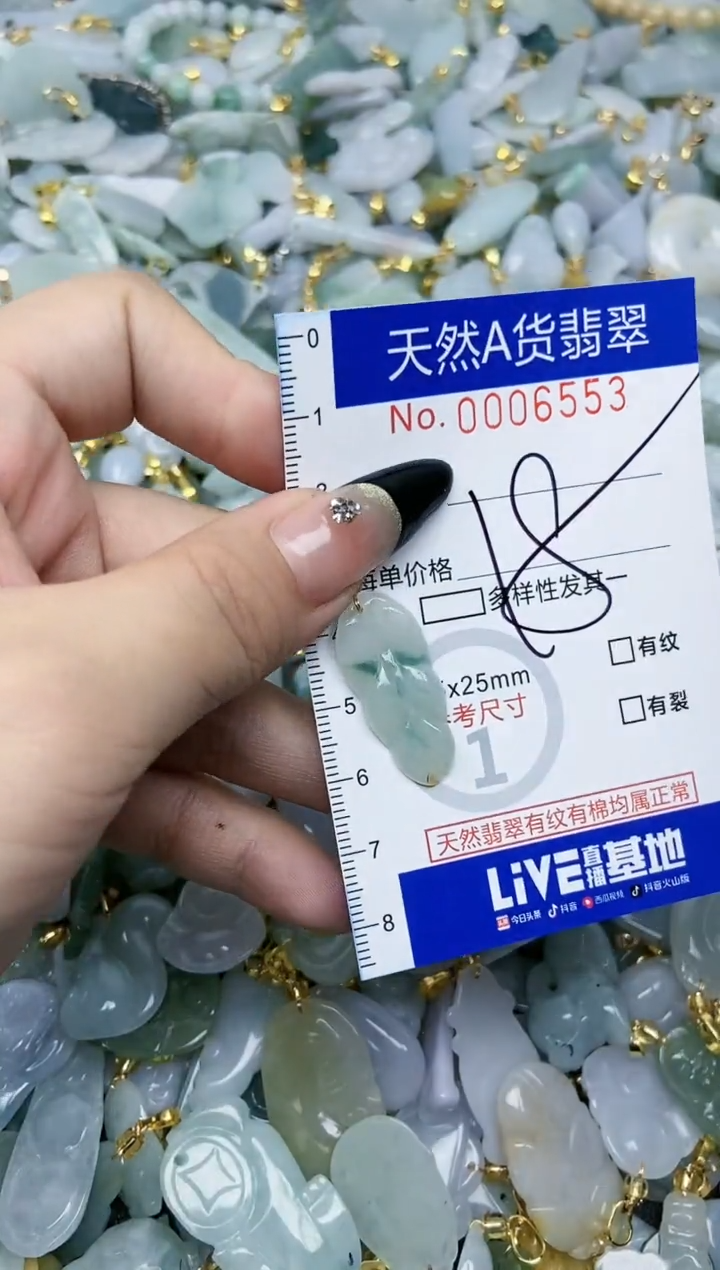 天然A货翡翠
No. 0006553
18
每单价格
多样性发其一
x25mm
考尺寸
有纹
有裂
1
天然翡翠有纹有棉均属正常
LiVE直播基地
今日头条 抖音 西瓜视频 抖音火山版
0
1
5
6
7
8